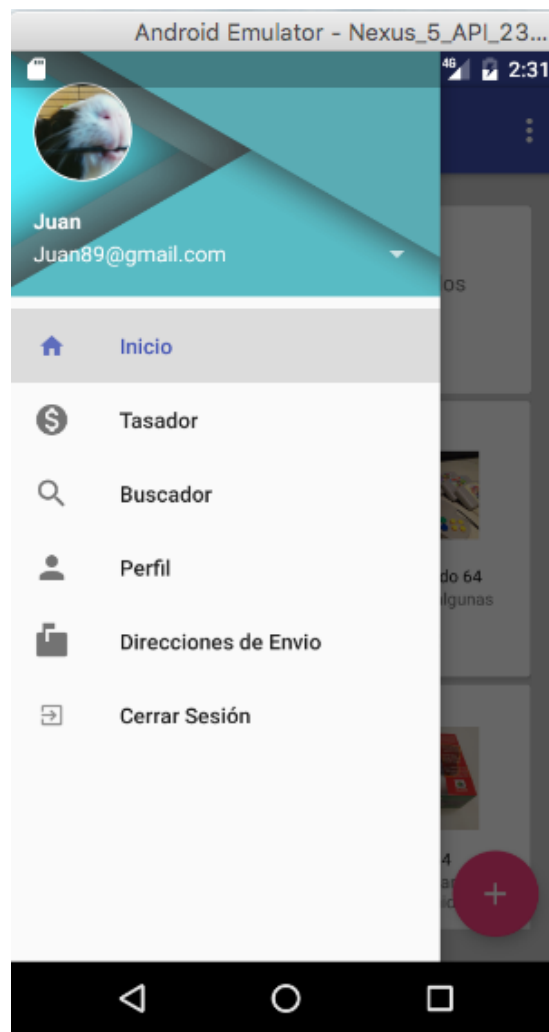 Android Emulator - Nexus_5_API_23...
4G 2:31
Juan
Juan89@gmail.com
os
Inicio
Tasador
Buscador
do 64
lgunas
Perfil
Direcciones de Envio
Cerrar Sesión
4